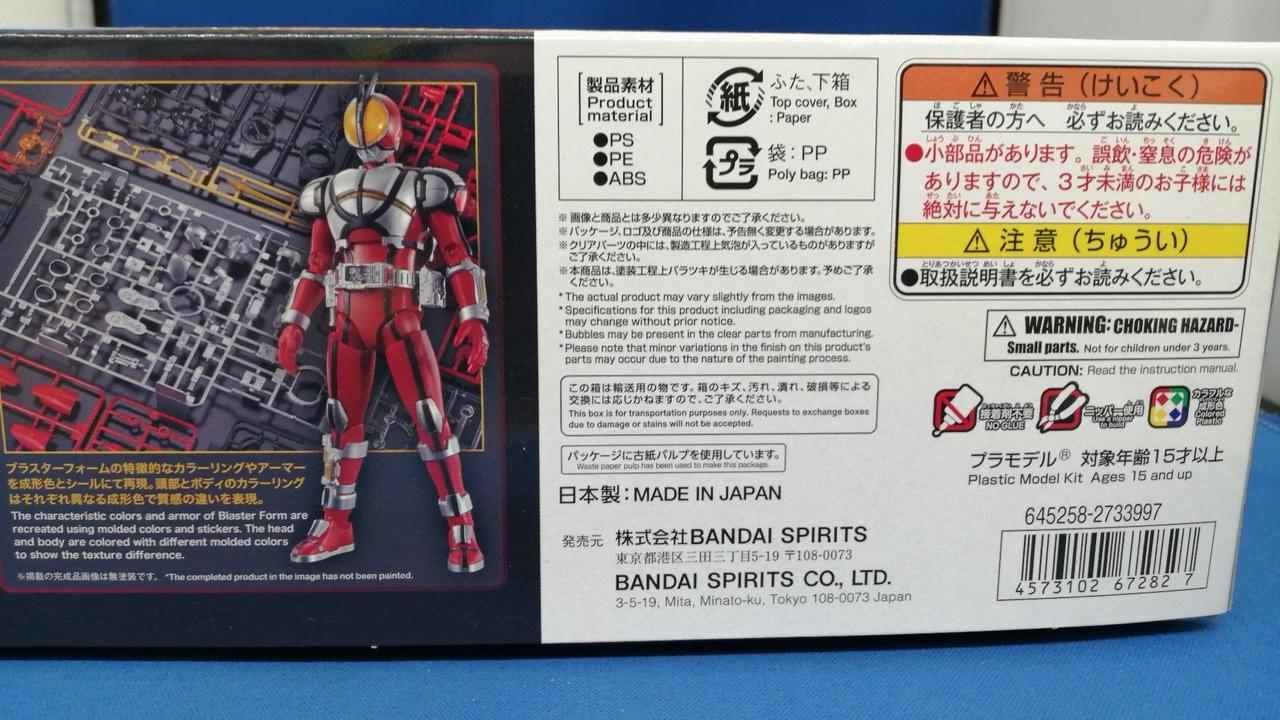 ブラスターフォームの特徴的なカラーリングやアーマー
を成形色とシールにて再現。頭部とボディのカラーリング
はそれぞれ異なる成形色で質感の違いを表現。
The characteristic colors and armor of Blaster Form are
recreated using molded colors and stickers. The head
and body are colored with different molded colors
to show the texture difference.
※掲載の完成品画像は無塗装です。 *The completed product in the image has not been painted.
[製品素材
Product
material]
●PS
●PE
●ABS
紙
ふた、下箱
Top cover, Box
: Paper
プラ
袋：PP
Poly bag: PP
※画像と商品とは多少異なりますのでご了承ください。
※パッケージ、ロゴ及び商品の仕様は、予告無く変更する場合があります。
※クリアパーツの中には、製造工程上気泡が入っているものがありますが
ご了承ください。
※本商品は、塗装工程上バラツキが生じる場合があります。予めご了承
ください。
*The actual product may vary slightly from the images.
*Specifications for this product including packaging and logos
may change without prior notice.
*Bubbles may be present in the clear parts from manufacturing.
*Please note that minor variations in the finish on this product's
parts may occur due to the nature of the painting process.
この箱は輸送用の物です。箱のキズ、汚れ、潰れ、破損等による
交換には応じかねますので、ご了承ください。
This box is for transportation purposes only. Requests to exchange boxes
due to damage or stains will not be accepted.
パッケージに古紙パルプを使用しています。
Waste paper pulp has been used to make this package.
日本製：MADE IN JAPAN
発売元 株式会社BANDAI SPIRITS
東京都港区三田三丁目5-19 〒108-0073
BANDAI SPIRITS CO., LTD.
3-5-19, Mita, Minato-ku, Tokyo 108-0073 Japan
⚠警告（けいこく）
保護者の方へ 必ずお読みください。
●小部品があります。誤飲・窒息の危険が
ありますので、3才未満のお子様には
絶対に与えないでください。
⚠注意（ちゅうい）
●取扱説明書を必ずお読みください。
⚠ WARNING: CHOKING HAZARD-
Small parts. Not for children under 3 years.
CAUTION: Read the instruction manual.
接着剤不要
NO GLUE
ニッパー使用
Use a nipper
to build
カラフルな
成形色
Colored
Plastic
プラモデル® 対象年齢15才以上
Plastic Model Kit Ages 15 and up
645258-2733997
4573102 67282 7